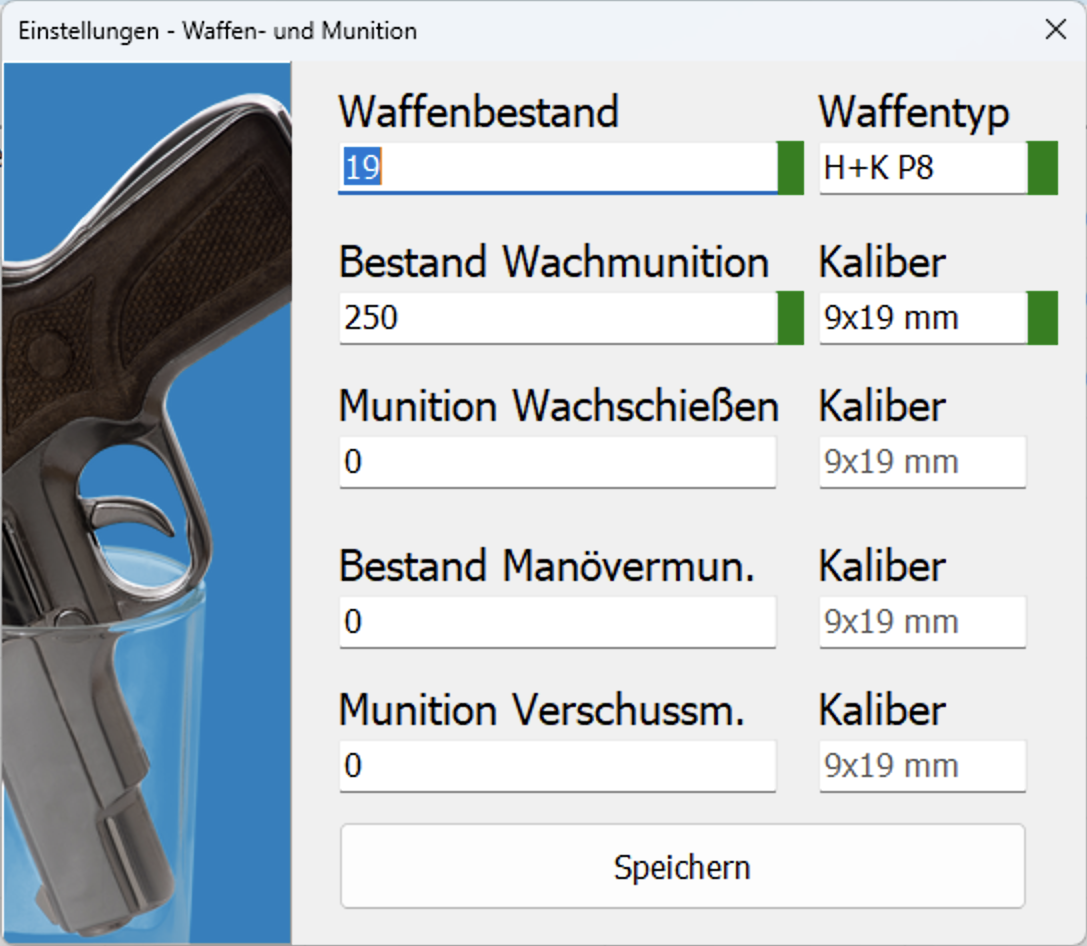 Einstellungen - Waffen- und Munition
Waffenbestand Waffentyp
19 H+K P8
Bestand Wachmunition Kaliber
250 9x19 mm
Munition Wachschießen Kaliber
0 9x19 mm
Bestand Manövermun. Kaliber
0 9x19 mm
Munition Verschussm. Kaliber
0 9x19 mm
Speichern